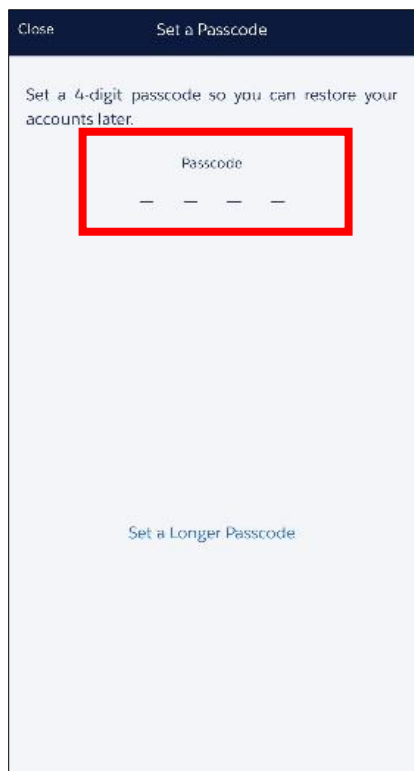 Close Set a Passcode
Set a 4-digit passcode so you can restore your
accounts later.
Passcode
Set a Longer Passcode